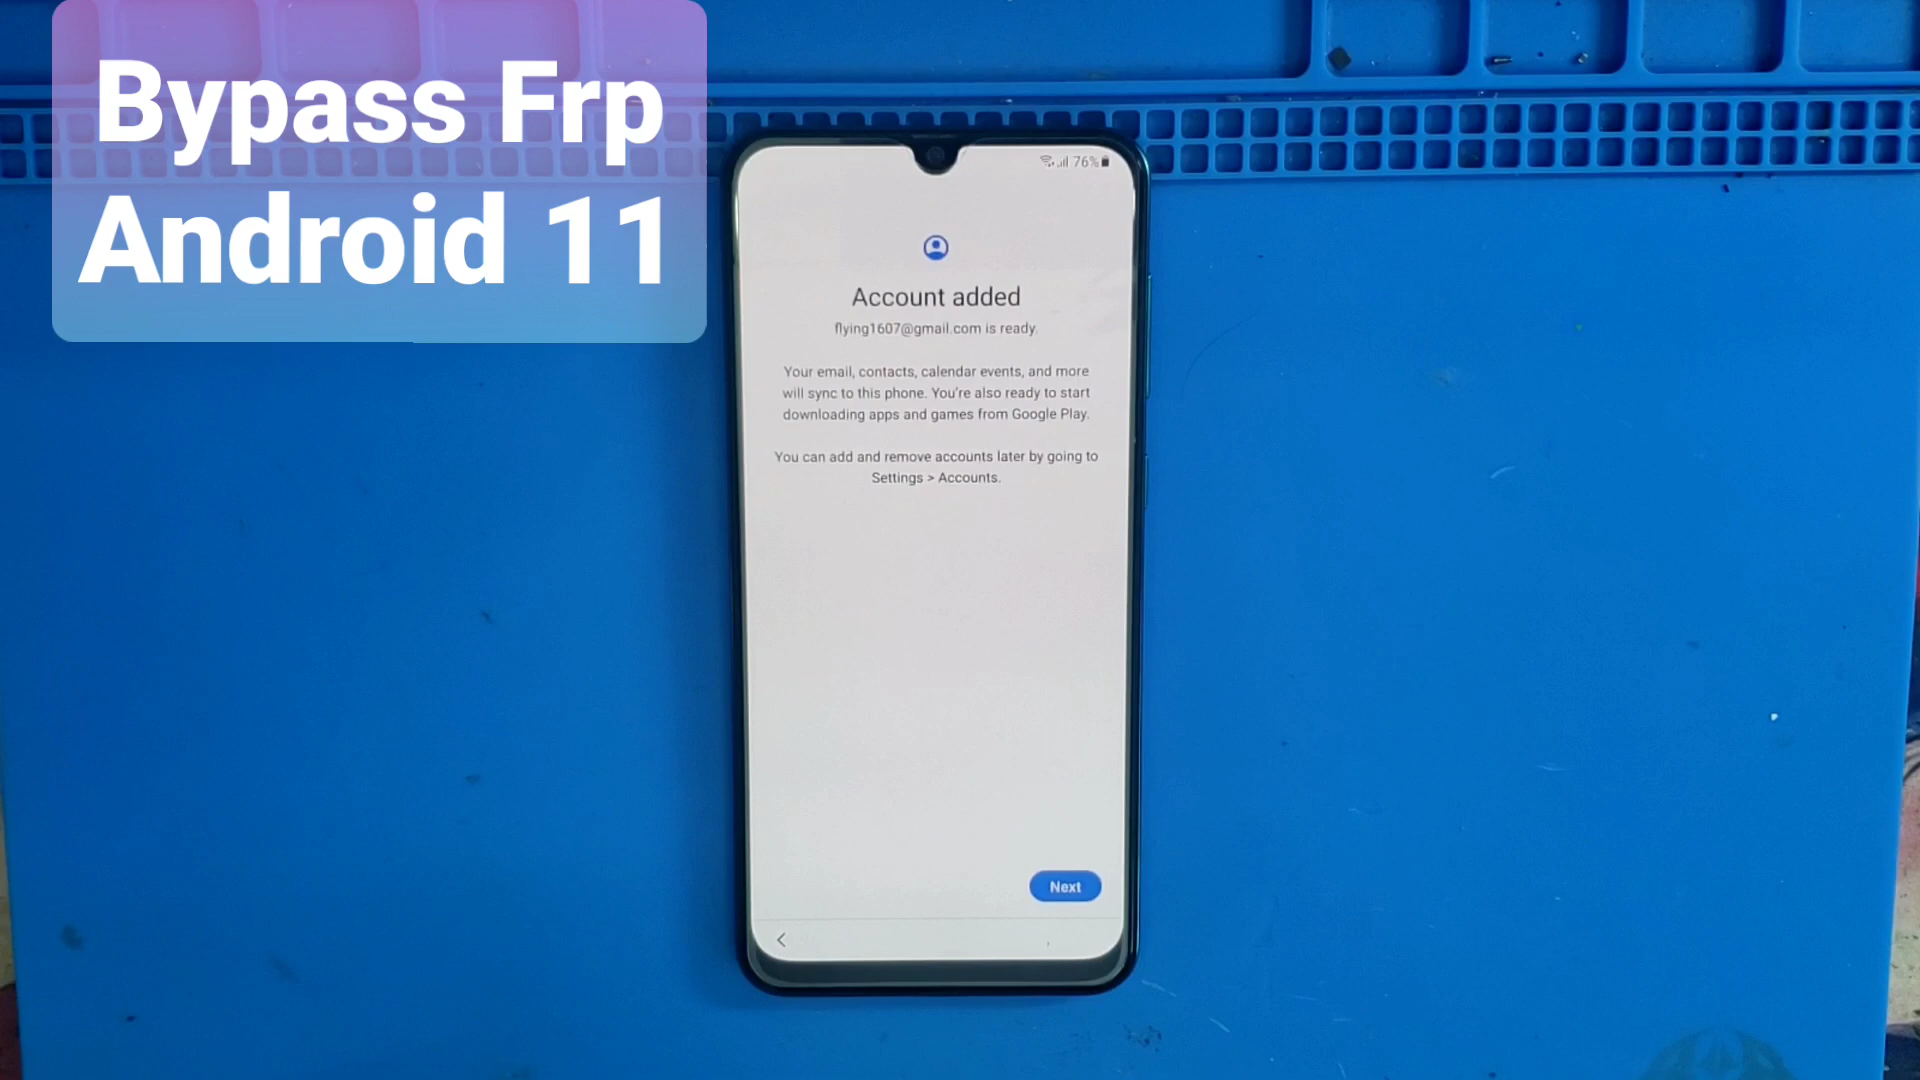 Bypass Frp
Android 11
76%
Account added
flying1607@gmail.com is ready.
Your email, contacts, calendar events, and more
will sync to this phone. You're also ready to start
downloading apps and games from Google Play.
You can add and remove accounts later by going to
Settings > Accounts.
Next